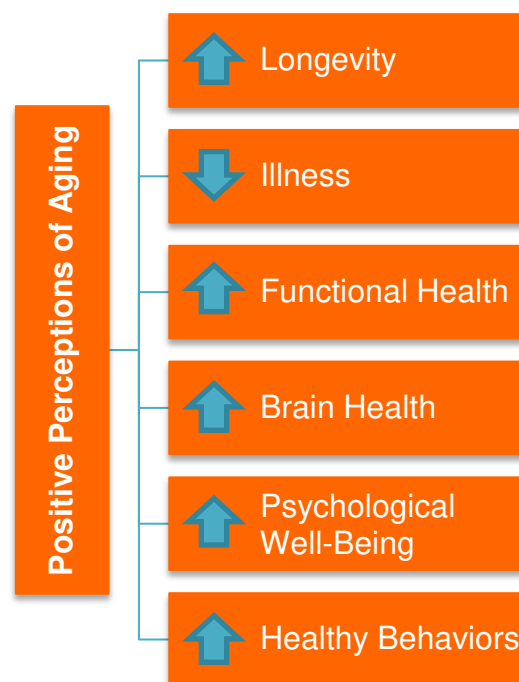 Positive Perceptions of Aging
Longevity
Illness
Functional Health
Brain Health
Psychological
Well-Being
Healthy Behaviors